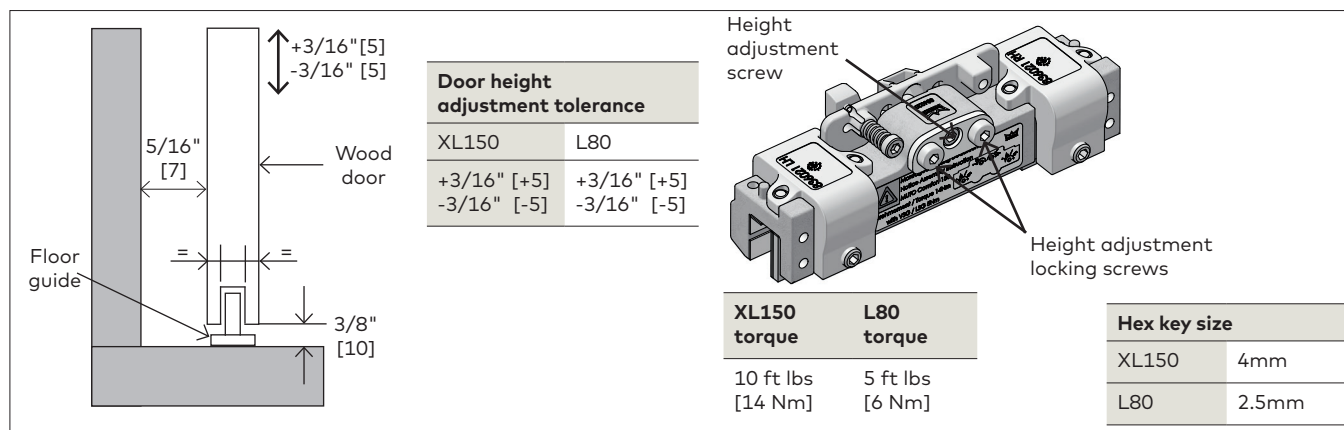 +3/16"[5]
-3/16" [5]
5/16"
[7]
Wood
door
Floor
guide
= =
3/8"
[10]
Door height
adjustment tolerance
XL150 L80
+3/16" [+5] +3/16" [+5]
-3/16" [-5] -3/16" [-5]
Height
adjustment
screw
Height adjustment
locking screws
XL150 L80
torque torque
10 ft lbs 5 ft lbs
[14 Nm] [6 Nm]
Hex key size
XL150 4mm
L80 2.5mm